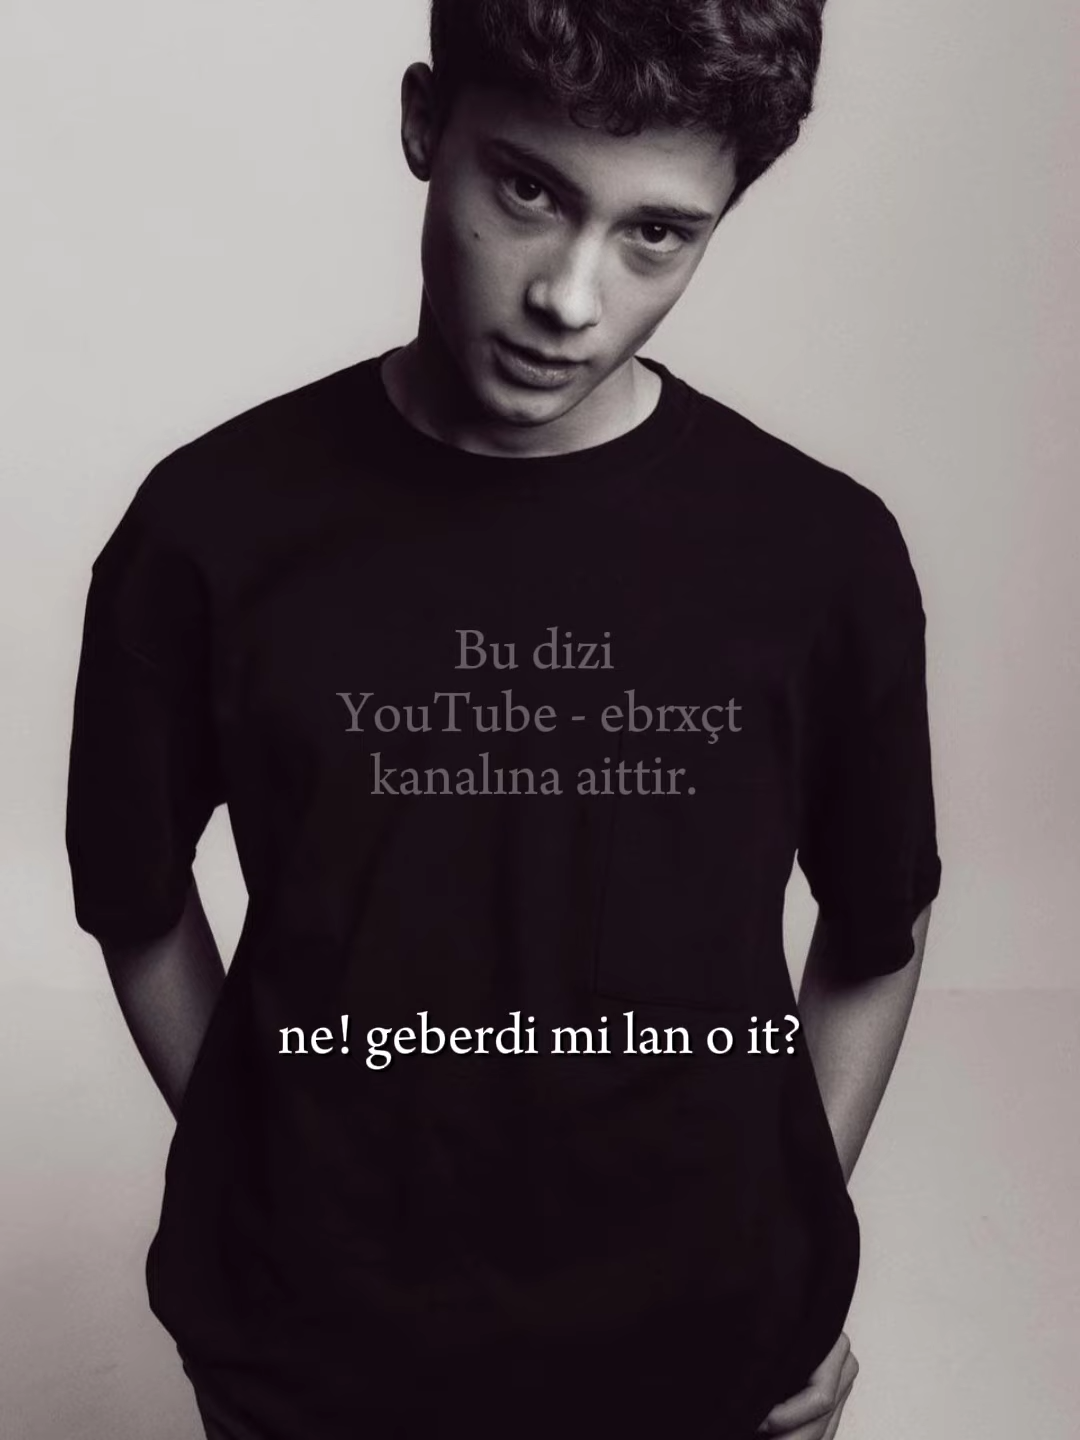 Bu dizi
YouTube - ebrxçt
kanalına aittir.
ne! geberdi mi lan o it?